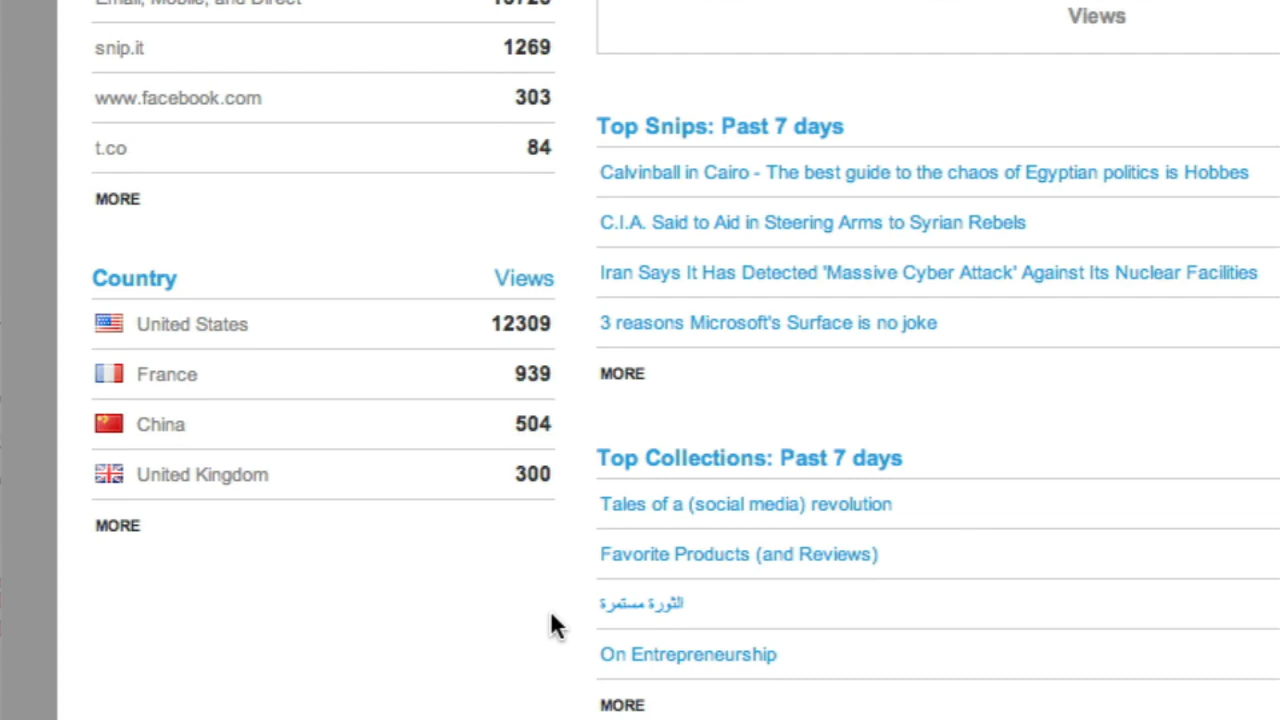 Email, Mobile, and Direct
snip.it 1269
www.facebook.com 303
t.co 84
MORE
Country Views
United States 12309
France 939
China 504
United Kingdom 300
MORE
Views
Top Snips: Past 7 days
Calvinball in Cairo - The best guide to the chaos of Egyptian politics is Hobbes
C.I.A. Said to Aid in Steering Arms to Syrian Rebels
Iran Says It Has Detected 'Massive Cyber Attack' Against Its Nuclear Facilities
3 reasons Microsoft's Surface is no joke
MORE
Top Collections: Past 7 days
Tales of a (social media) revolution
Favorite Products (and Reviews)
الثورة مستمرة
On Entrepreneurship
MORE